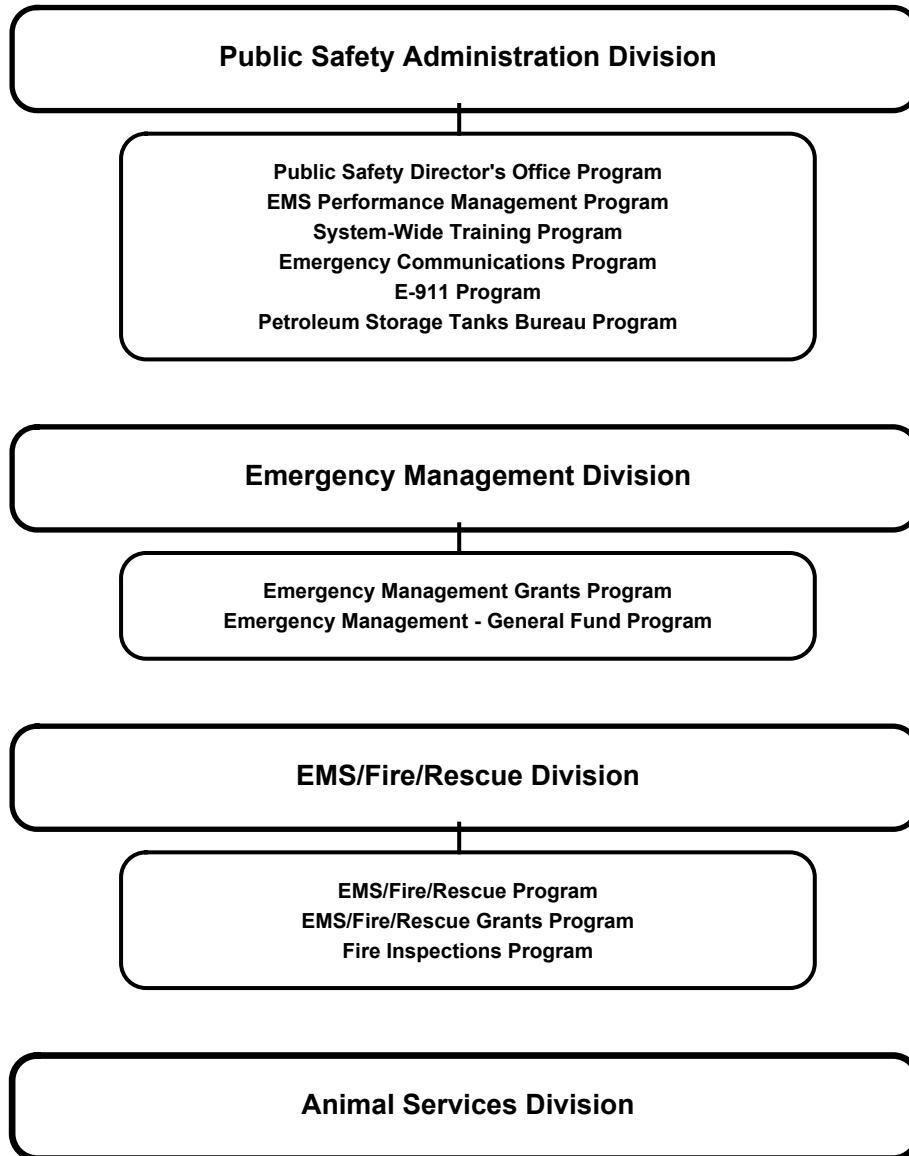 Public Safety Administration Division
Public Safety Director's Office Program
EMS Performance Management Program
System-Wide Training Program
Emergency Communications Program
E-911 Program
Petroleum Storage Tanks Bureau Program
Emergency Management Division
Emergency Management Grants Program
Emergency Management - General Fund Program
EMS/Fire/Rescue Division
EMS/Fire/Rescue Program
EMS/Fire/Rescue Grants Program
Fire Inspections Program
Animal Services Division